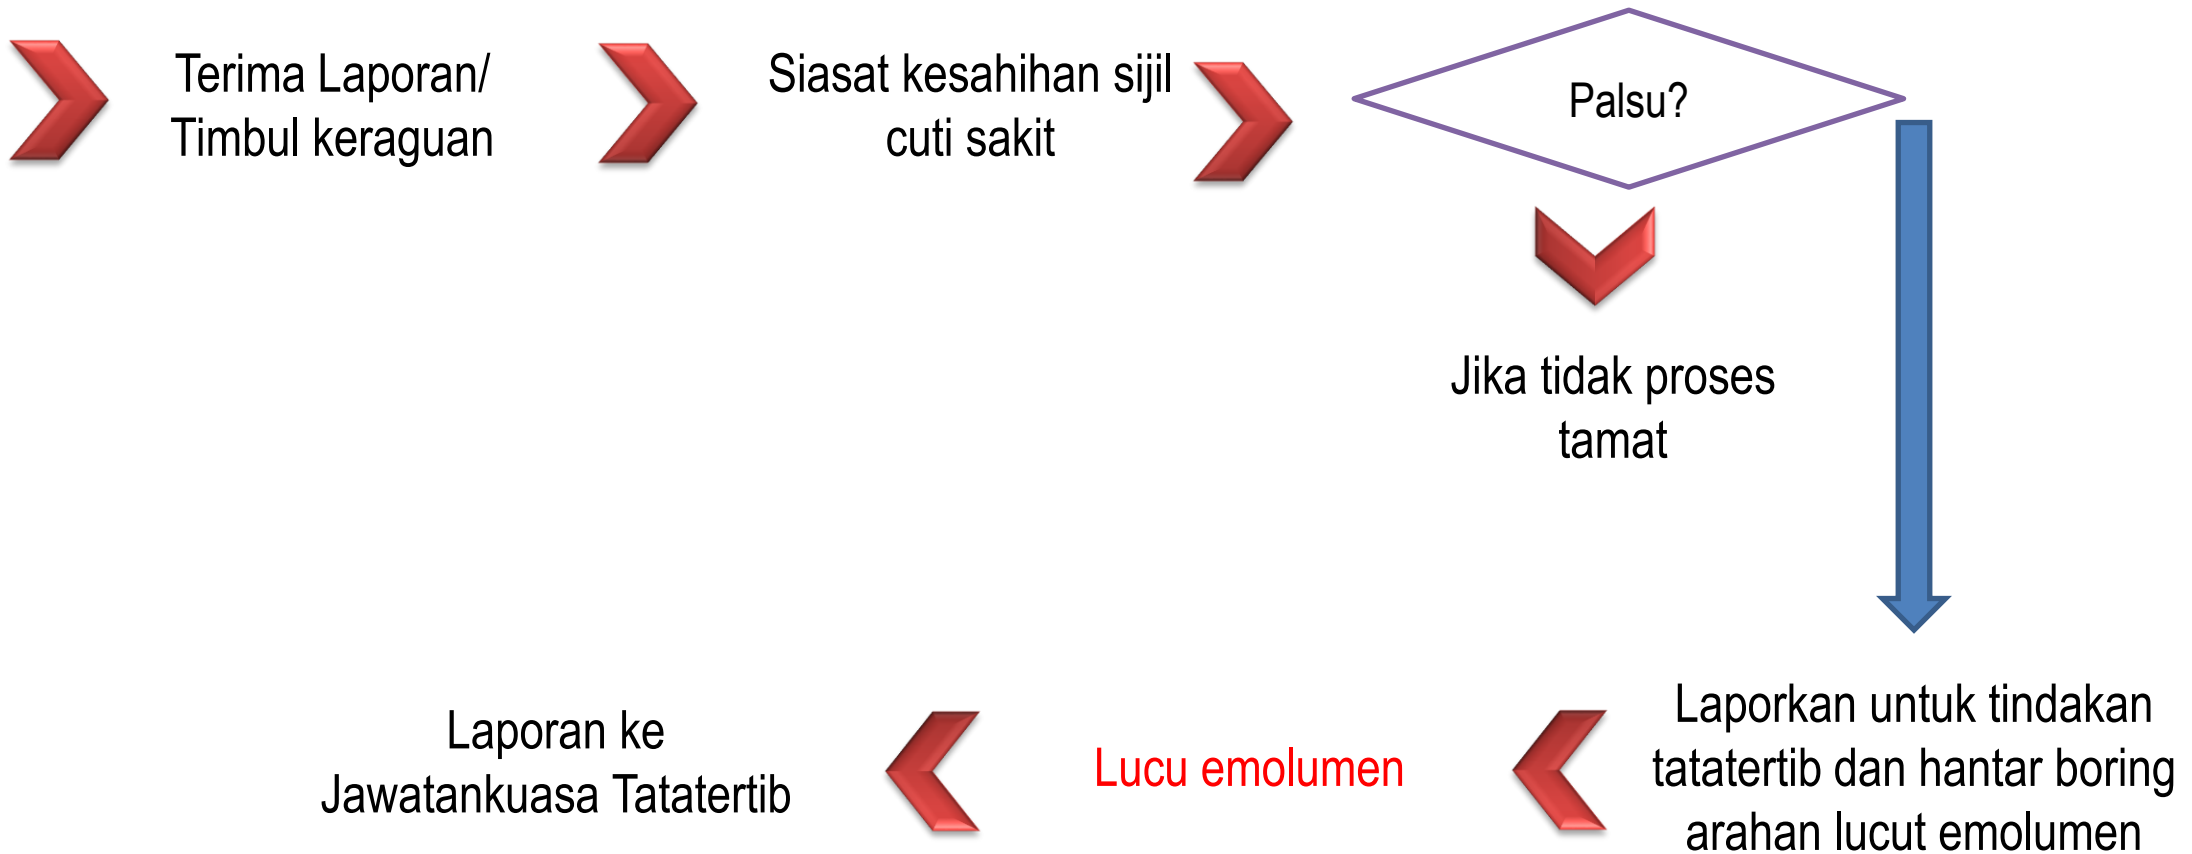 Terima Laporan/
Timbul keraguan
Siasat kesahihan sijil
cuti sakit
Palsu?
Jika tidak proses
tamat
Laporkan untuk tindakan
tatatertib dan hantar boring
arahan lucut emolumen
Lucu emolumen
Laporan ke
Jawatankuasa Tatatertib